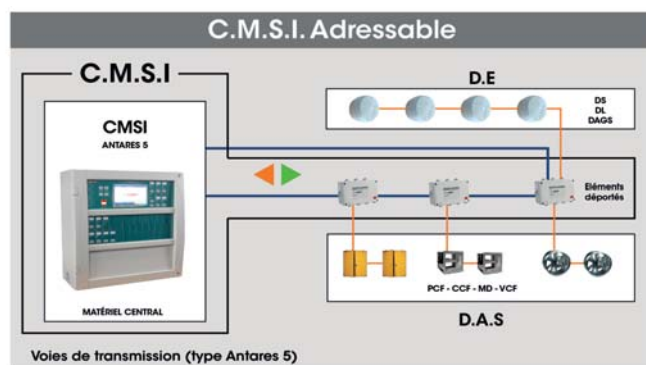 C.M.S.I. Adressable
C.M.S.I
D.E
CMSI
ANTARES 5
DS
DL
DAGS
Eléments
déportés
MATÉRIEL CENTRAL
PCF - CCF - MD - VCF
D.A.S
Voies de transmission (type Antares 5)